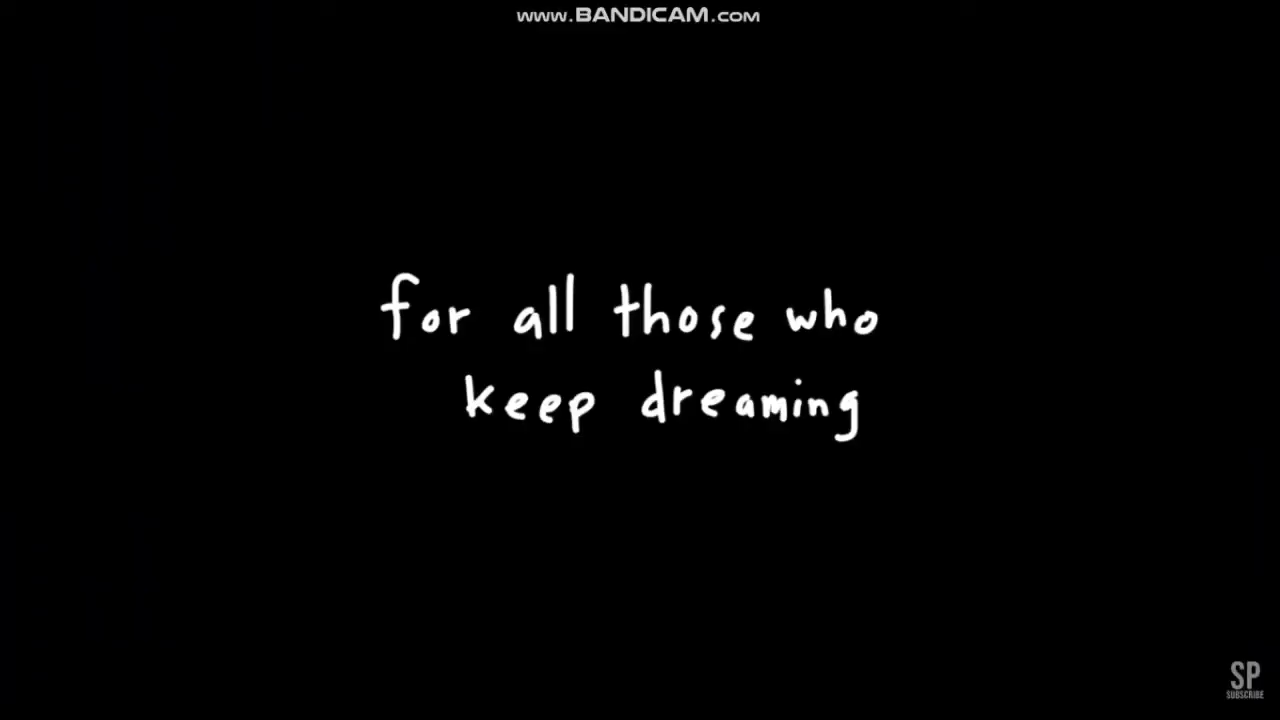 www.BANDICAM.com
for all those who
keep dreaming
SP
SUBSCRIBE